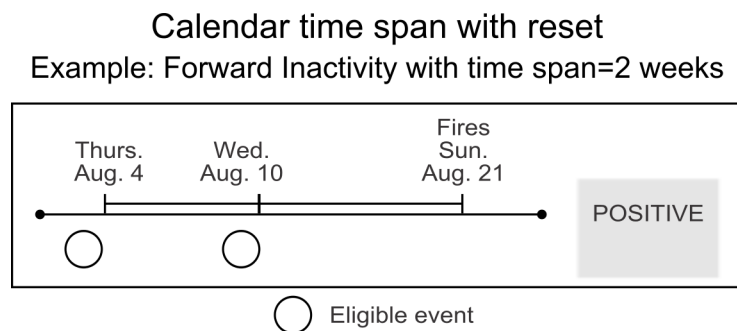 Calendar time span with reset
Example: Forward Inactivity with time span=2 weeks
Thurs.
Aug. 4
Wed.
Aug. 10
Fires
Sun.
Aug. 21
POSITIVE
Eligible event